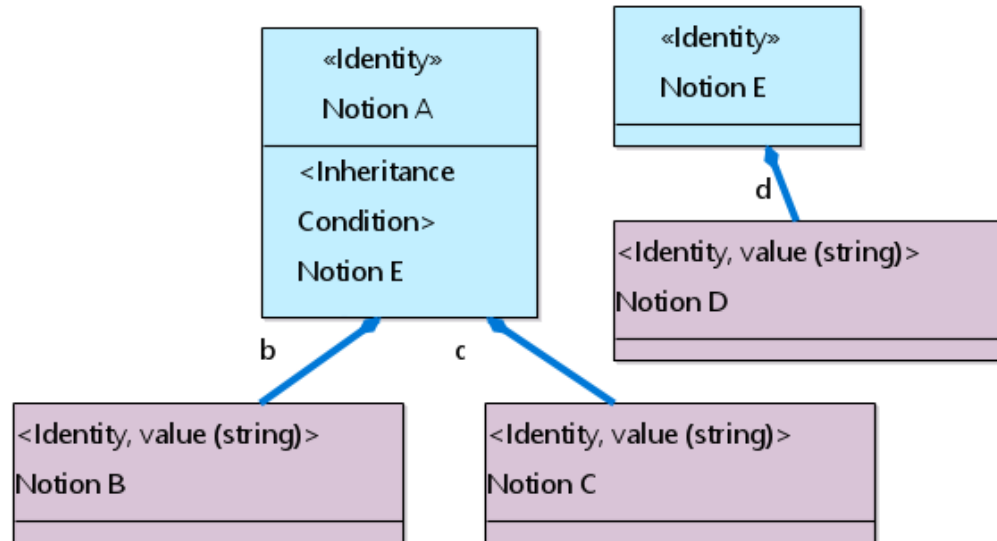 «Identity»
Notion A
<Inheritance
Condition>
Notion E
«Identity»
Notion E
d
<Identity, value (string)>
Notion D
b
c
<Identity, value (string)>
Notion B
<Identity, value (string)>
Notion C